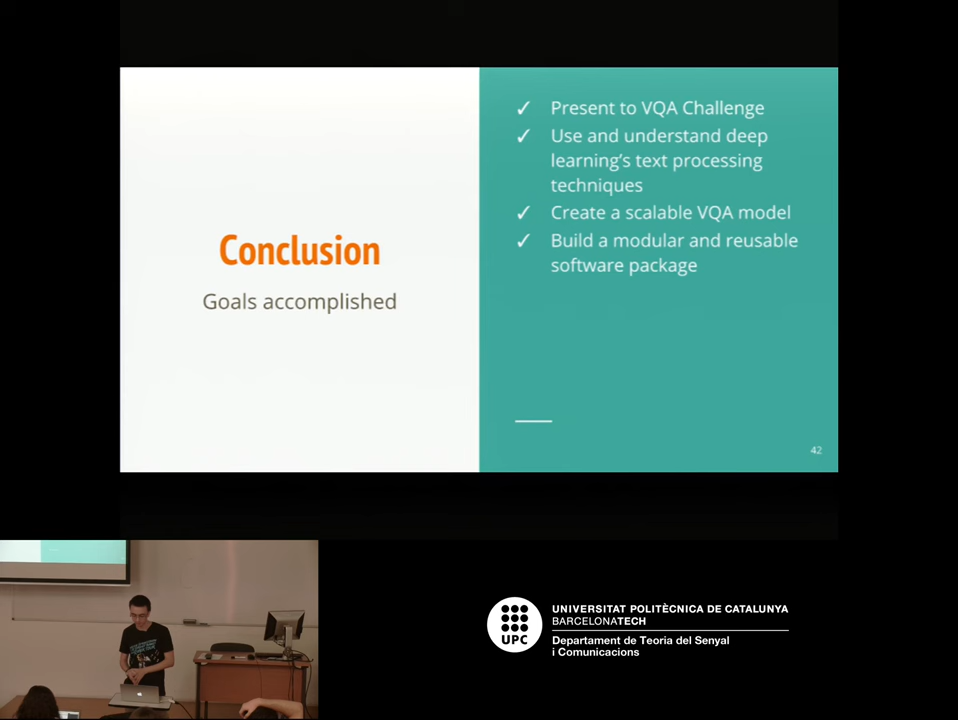 Conclusion
Goals accomplished
✓ Present to VQA Challenge
✓ Use and understand deep
learning's text processing
techniques
✓ Create a scalable VQA model
✓ Build a modular and reusable
software package
42
UPC
UNIVERSITAT POLITÈCNICA DE CATALUNYA
BARCELONATECH
Departament de Teoria del Senyal
i Comunicacions